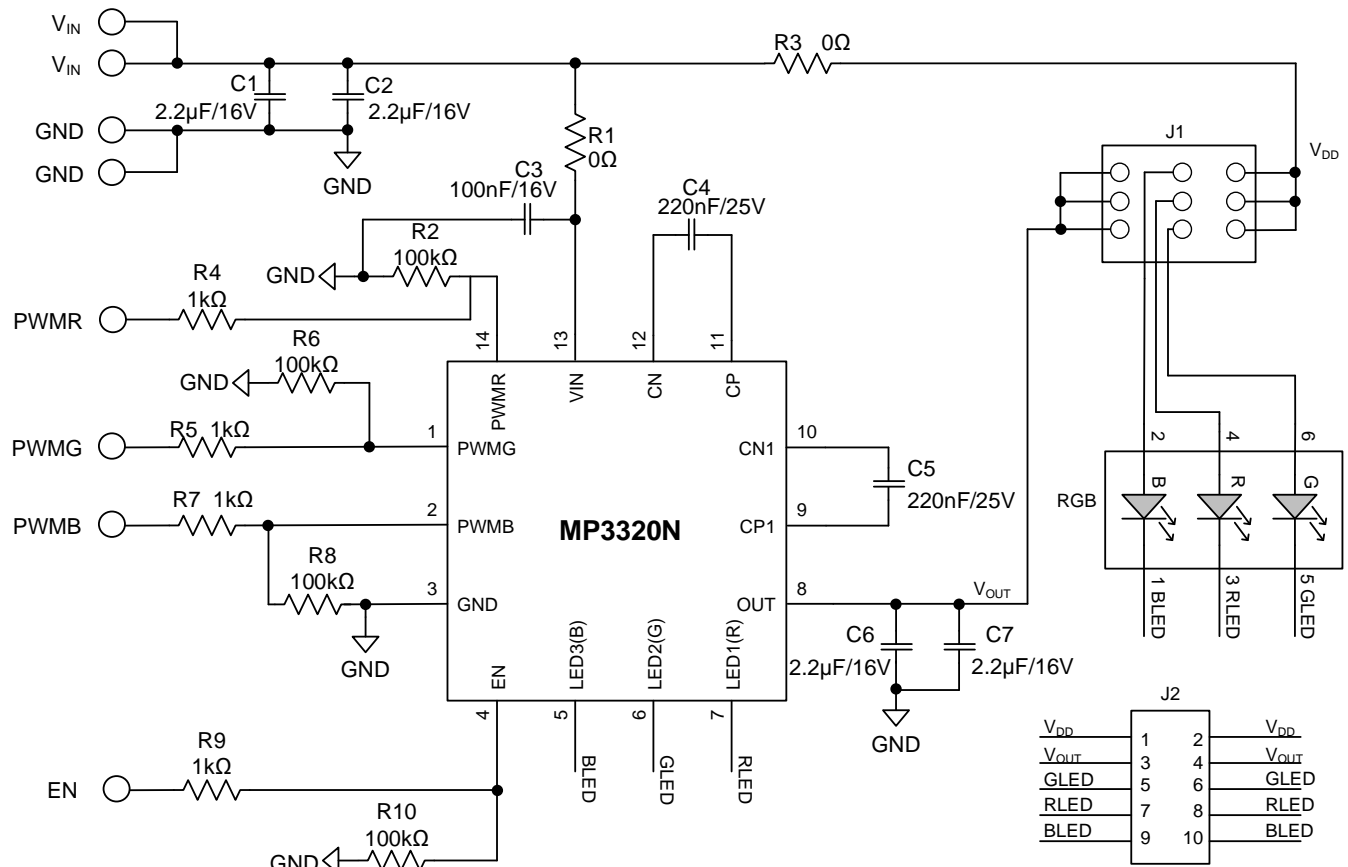 VIN
VIN
GND
GND
C1
2.2µF/16V
C2
2.2µF/16V
GND
R3 0Ω
R1
0Ω
C3
100nF/16V
C4
220nF/25V
J1
VDD
R2
100kΩ
GND
R4
1kΩ
PWMR
R6
100kΩ
GND
R5 1kΩ
PWMG
R7 1kΩ
PWMB
R8
100kΩ
GND
14
13
12
11
PWMR
VIN
CN
CP
1
PWMG
2
PWMB
3
GND
MP3320N
CN1
10
CP1
9
OUT
8
EN
LED3(B)
LED2(G)
LED1(R)
4
5
6
7
BLED
GLED
RLED
C5
220nF/25V
VOUT
C6
2.2µF/16V
C7
2.2µF/16V
GND
2
4
6
RGB
B
R
G
1 BLED
3 RLED
5 GLED
R9
1kΩ
EN
R10
100kΩ
GND
J2
VDD 1 2 VDD
VOUT 3 4 VOUT
GLED 5 6 GLED
RLED 7 8 RLED
BLED 9 10 BLED